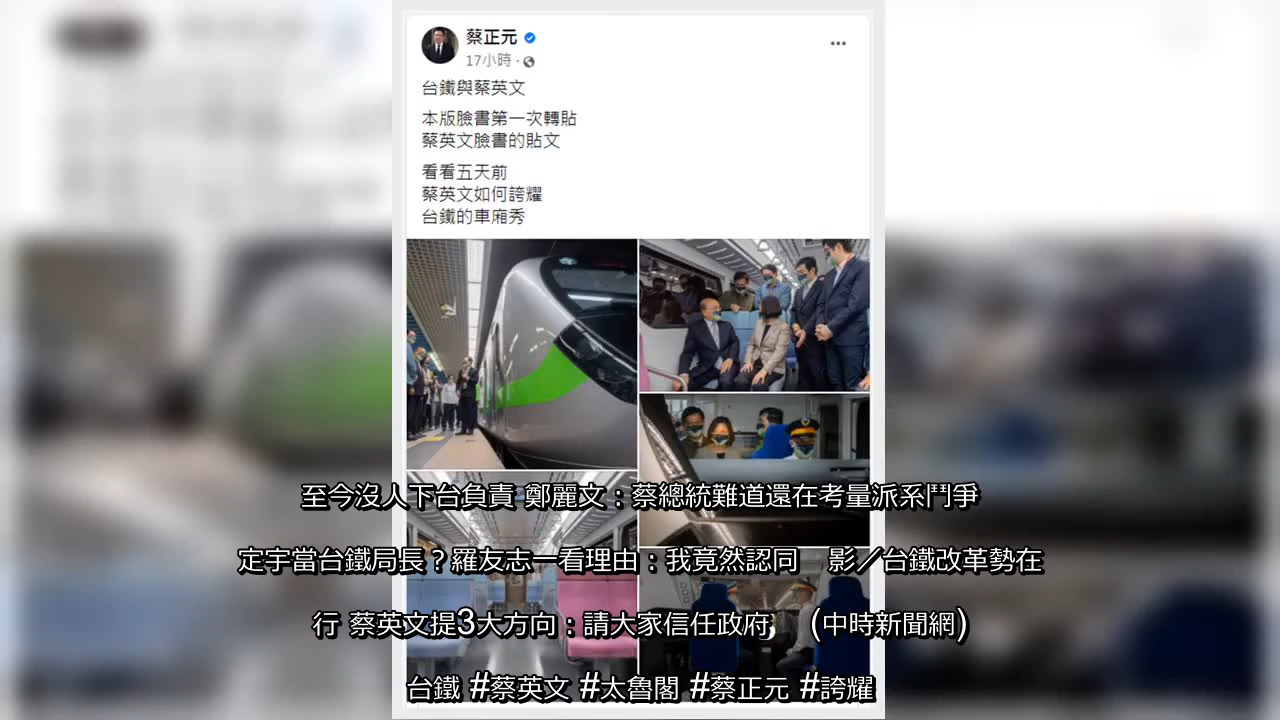 蔡正元
17小時
台鐵與蔡英文
本版臉書第一次轉貼
蔡英文臉書的貼文
看看五天前
蔡英文如何誇耀
台鐵的車廂秀
至今沒人下台負責 鄭麗文：蔡總統難道還在考量派系鬥爭
定宇當台鐵局長？羅友志一看理由：我竟然認同　影／台鐵改革勢在
行 蔡英文提3大方向：請大家信任政府　(中時新聞網)
台鐵 #蔡英文 #太魯閣 #蔡正元 #誇耀